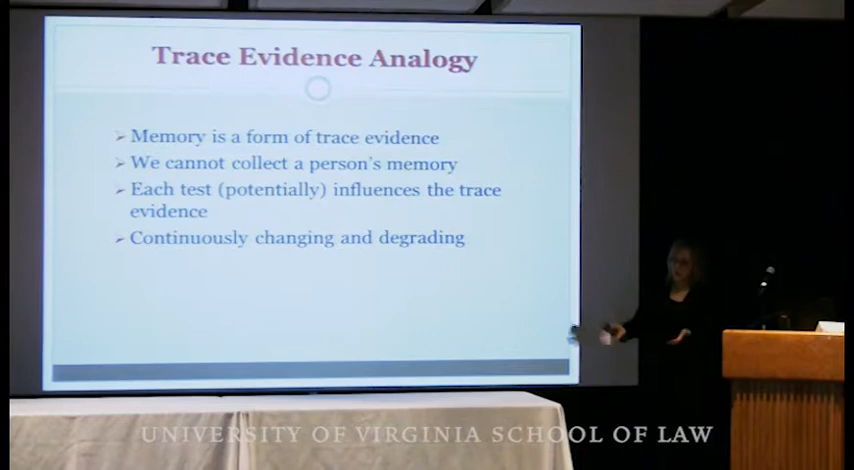 Trace Evidence Analogy
➢ Memory is a form of trace evidence
➢ We cannot collect a person's memory
➢ Each test (potentially) influences the trace
evidence
➢ Continuously changing and degrading
UNIVERSITY OF VIRGINIA SCHOOL OF LAW